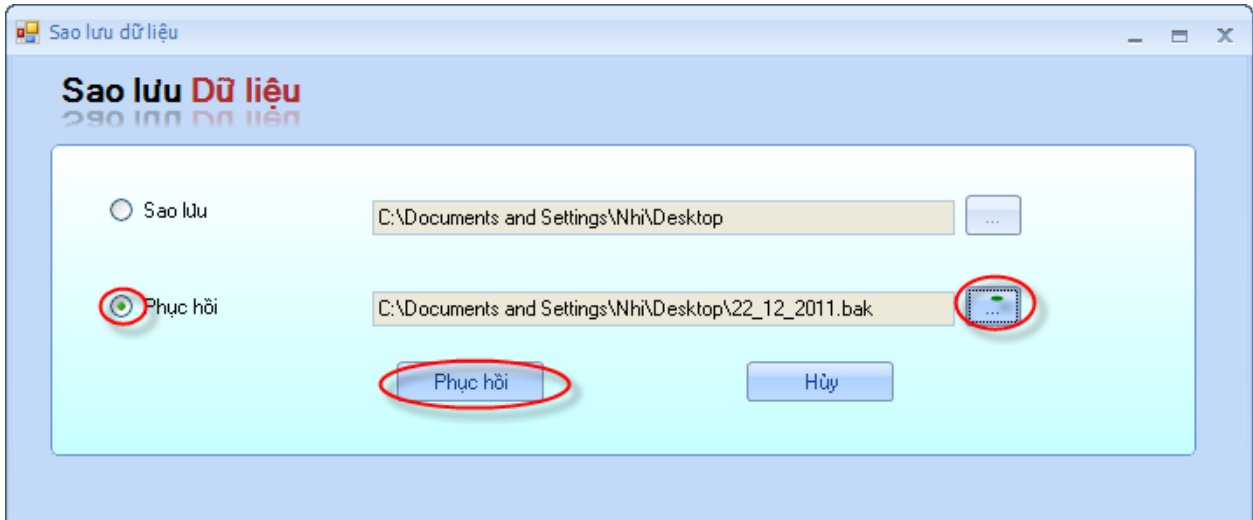 Sao lưu dữ liệu
Sao lưu Dữ liệu
Sao lưu
C:\Documents and Settings\Nhi\Desktop
...
Phục hồi
C:\Documents and Settings\Nhi\Desktop\22_12_2011.bak
...
Phục hồi
Hủy